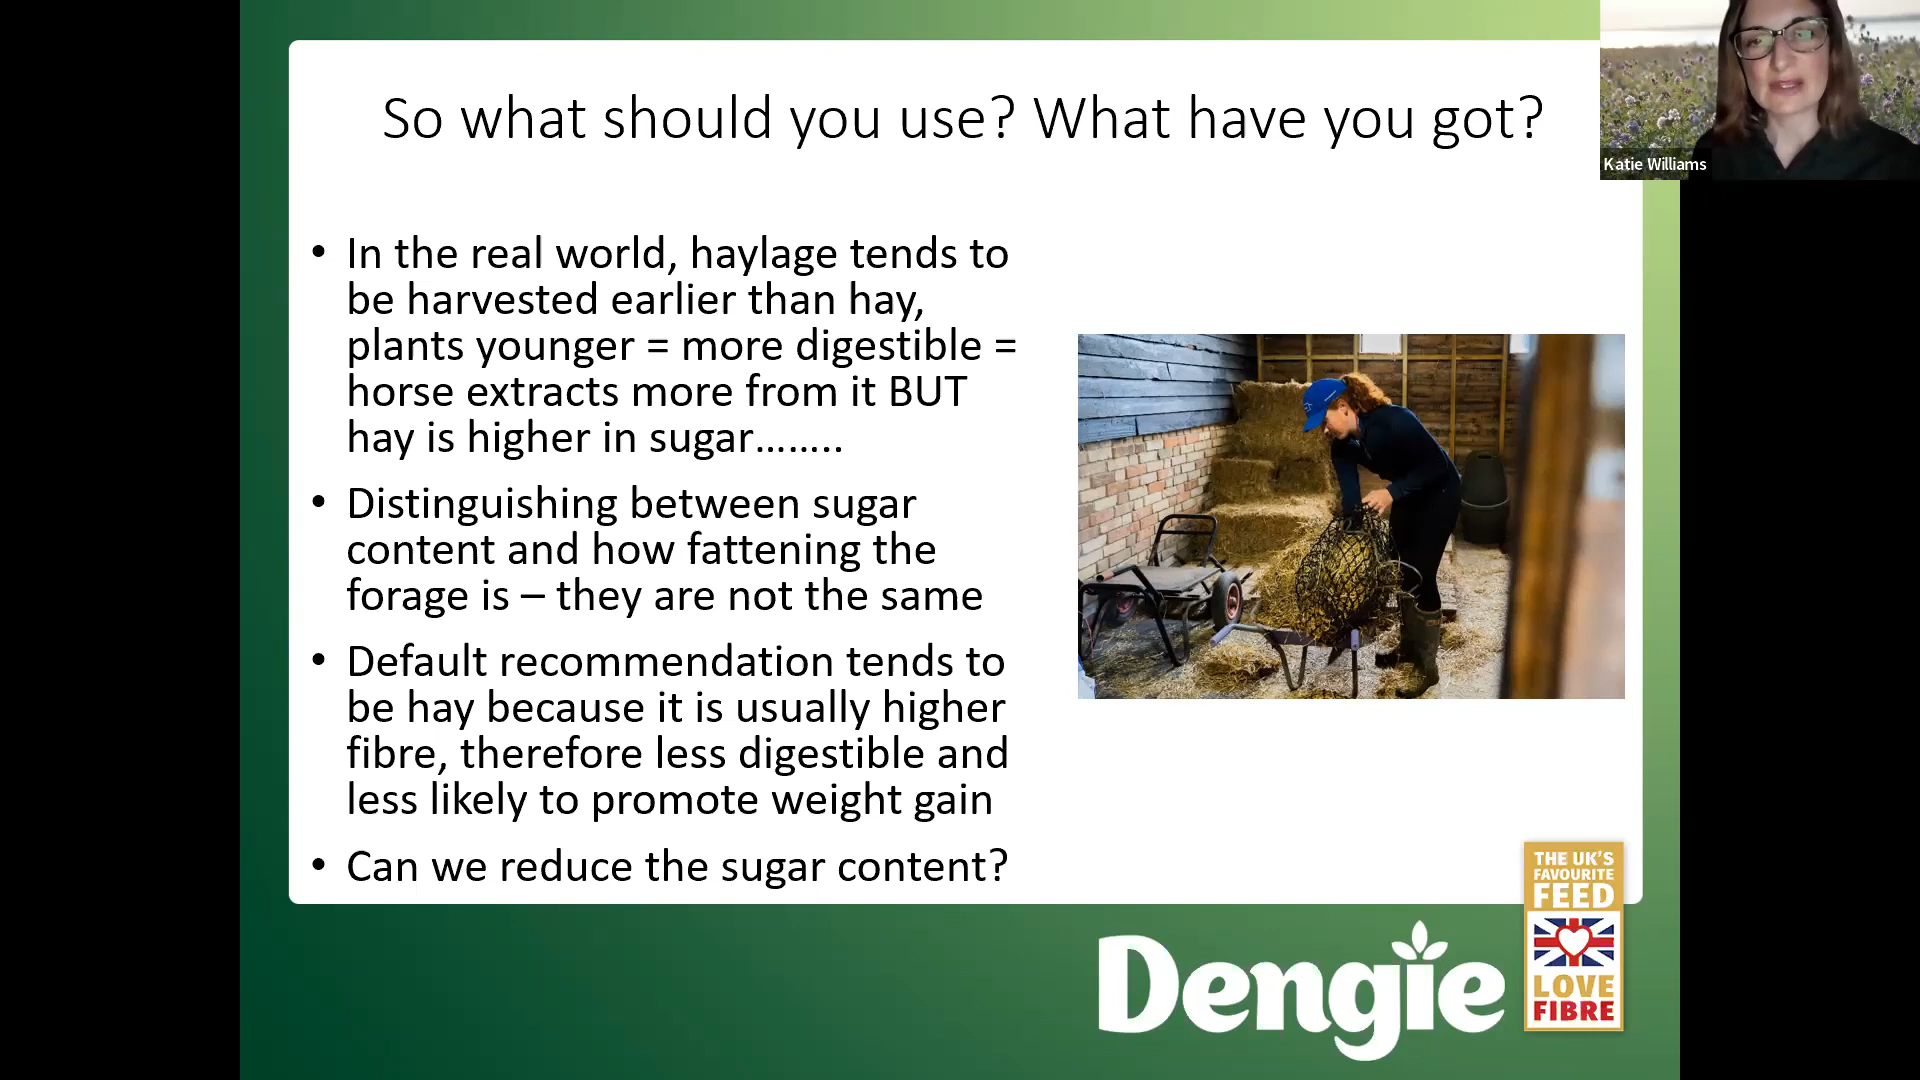 So what should you use? What have you got?
Katie Williams
• In the real world, haylage tends to
be harvested earlier than hay,
plants younger = more digestible =
horse extracts more from it BUT
hay is higher in sugar……..
• Distinguishing between sugar
content and how fattening the
forage is – they are not the same
• Default recommendation tends to
be hay because it is usually higher
fibre, therefore less digestible and
less likely to promote weight gain
• Can we reduce the sugar content?
THE UK'S
FAVOURITE
FEED
LOVE
FIBRE
Dengie